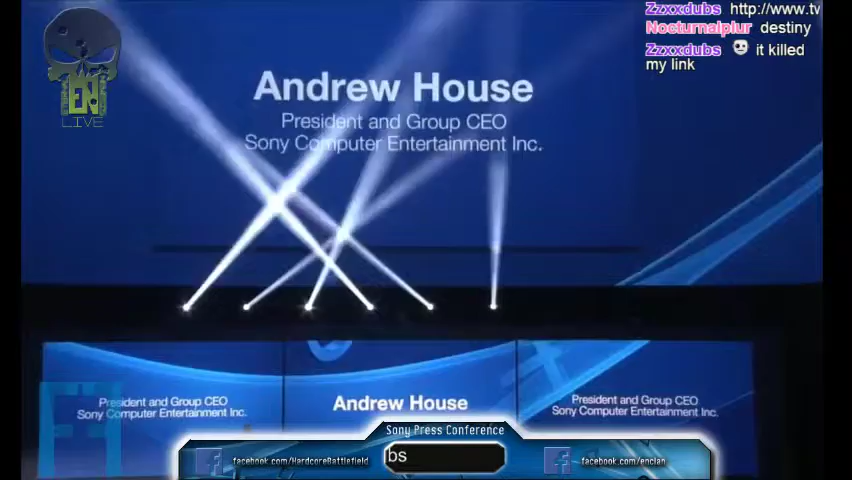 Zzxxdubs http://www.tv
Nocturnalplur destiny
Zzxxdubs it killed
my link
EN
LIVE
Andrew House
President and Group CEO
Sony Computer Entertainment Inc.
President and Group CEO
Sony Computer Entertainment Inc.
Andrew House
President and Group CEO
Sony Computer Entertainment Inc.
Sony Press Conference
facebook.com/HardcoreBattlefield
bs
facebook.com/enclan